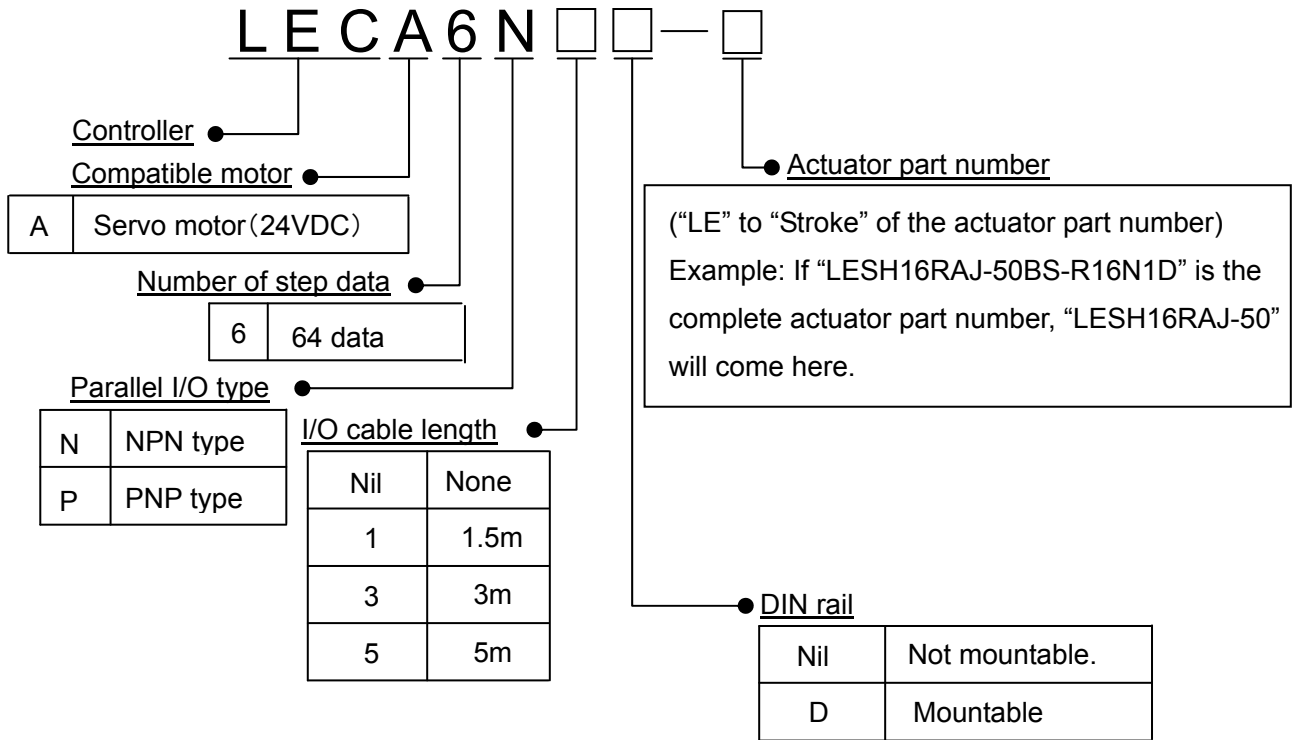 LECA6N□□-□
Controller
Compatible motor
A Servo motor（24VDC）
Number of step data
6 64 data
Parallel I/O type
N NPN type
P PNP type
I/O cable length
Nil None
1 1.5m
3 3m
5 5m
Actuator part number
(“LE” to “Stroke” of the actuator part number)
Example: If “LESH16RAJ-50BS-R16N1D” is the
complete actuator part number, “LESH16RAJ-50”
will come here.
DIN rail
Nil Not mountable.
D Mountable